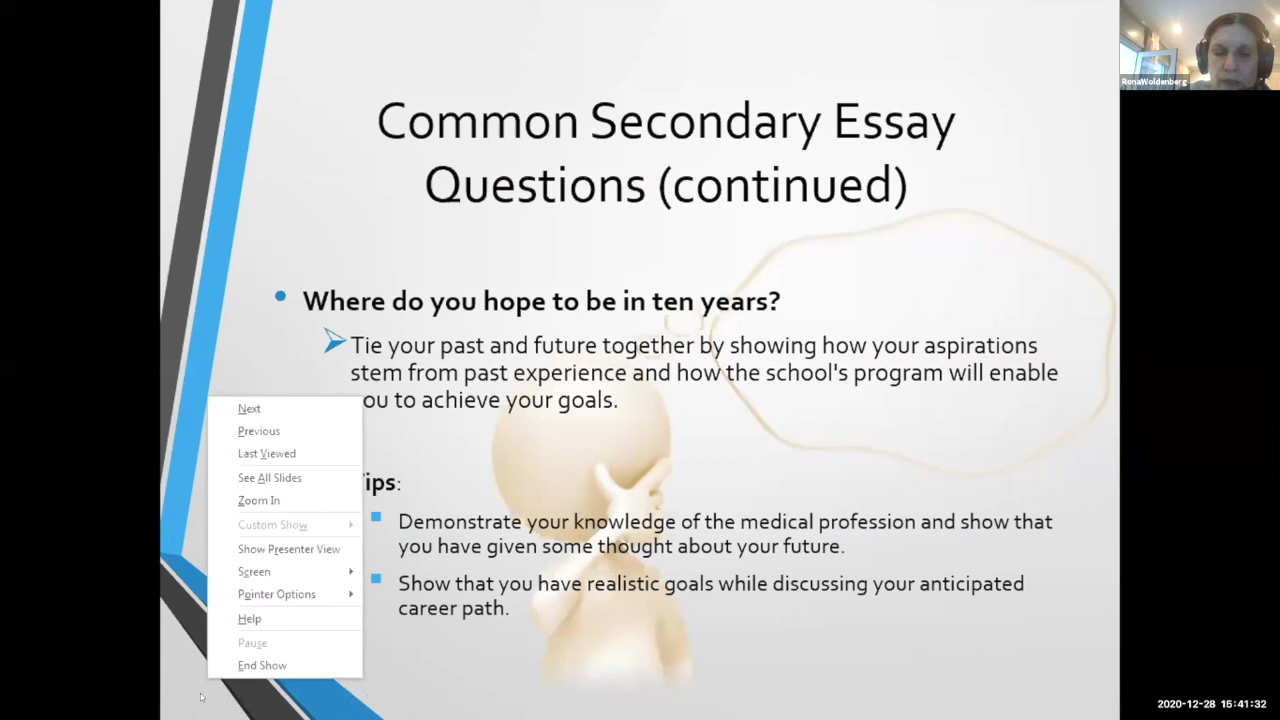 Common Secondary Essay
Questions (continued)
RonaWoldenberg
Where do you hope to be in ten years?
Tie your past and future together by showing how your aspirations
stem from past experience and how the school's program will enable
ou to achieve your goals.
ips:
Demonstrate your knowledge of the medical profession and show that
you have given some thought about your future.
Show that you have realistic goals while discussing your anticipated
career path.
Next
Previous
Last Viewed
See All Slides
Zoom In
Custom Show
Show Presenter View
Screen
Pointer Options
Help
Pause
End Show
2020-12-28 15:41:32